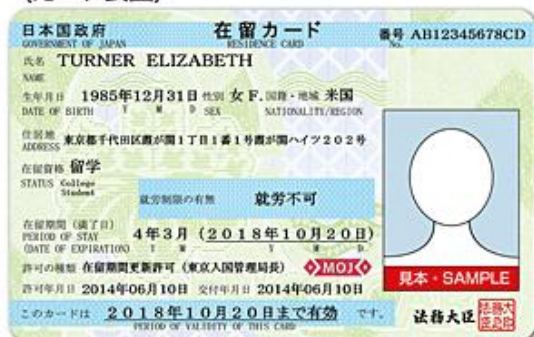 日本国政府 在留カード 番号 AB12345678CD
GOVERNMENT OF JAPAN RESIDENCE CARD No.
氏名 TURNER ELIZABETH
NAME
生年月日 1985年12月31日 性別 女 F. 国籍・地域 米国
DATE OF BIRTH Y M D SEX NATIONALITY/REGION
住居地 東京都千代田区霞が関1丁目1番1号霞が関ハイツ202号
ADDRESS
在留資格 留学
STATUS College Student
就労制限の有無 就労不可
在留期間(満了日) 4年3月(2018年10月20日)
PERIOD OF STAY
(DATE OF EXPIRATION) Y M Y M D
許可の種類 在留期間更新許可(東京入国管理局長) MOJ
見本・SAMPLE
許可年月日 2014年06月10日 交付年月日 2014年06月10日
このカードは 2018年10月20日まで有効 です。 法務大臣
PERIOD OF VALIDITY OF THIS CARD